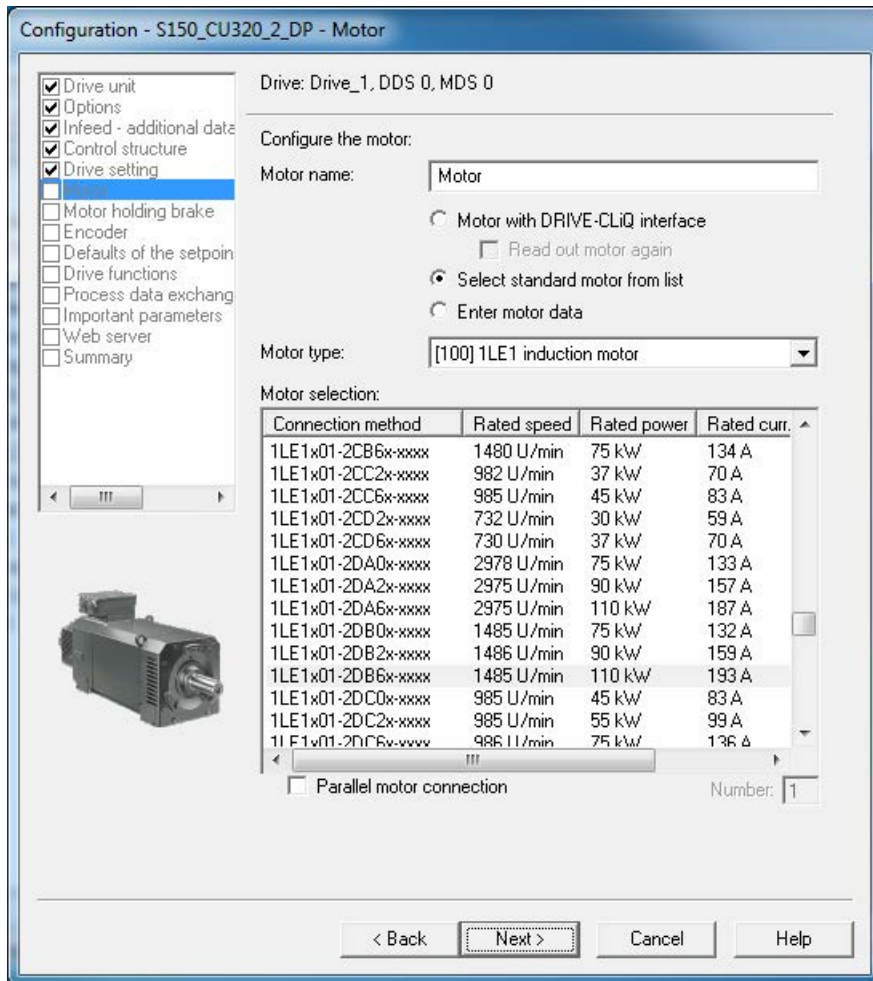 Configuration - S150_CU320_2_DP - Motor
Drive unit
Options
Infeed - additional data
Control structure
Drive setting
Motor holding brake
Encoder
Defaults of the setpoin
Drive functions
Process data exchang
Important parameters
Web server
Summary
Drive: Drive_1, DDS 0, MDS 0
Configure the motor:
Motor name: Motor
Motor with DRIVE-CLiQ interface
Read out motor again
Select standard motor from list
Enter motor data
Motor type: [100] 1LE1 induction motor
Motor selection:
Connection method Rated speed Rated power Rated curr.
1LE1x01-2CB6x-xxxx 1480 U/min 75 kW 134 A
1LE1x01-2CC2x-xxxx 982 U/min 37 kW 70 A
1LE1x01-2CC6x-xxxx 985 U/min 45 kW 83 A
1LE1x01-2CD2x-xxxx 732 U/min 30 kW 59 A
1LE1x01-2CD6x-xxxx 730 U/min 37 kW 70 A
1LE1x01-2DA0x-xxxx 2978 U/min 75 kW 133 A
1LE1x01-2DA2x-xxxx 2975 U/min 90 kW 157 A
1LE1x01-2DA6x-xxxx 2975 U/min 110 kW 187 A
1LE1x01-2DB0x-xxxx 1485 U/min 75 kW 132 A
1LE1x01-2DB2x-xxxx 1486 U/min 90 kW 159 A
1LE1x01-2DB6x-xxxx 1485 U/min 110 kW 193 A
1LE1x01-2DC0x-xxxx 985 U/min 45 kW 83 A
1LE1x01-2DC2x-xxxx 985 U/min 55 kW 99 A
1LE1x01-2DC6x-xxxx 986 U/min 75 kW 136 A
Parallel motor connection Number: 1
< Back Next > Cancel Help